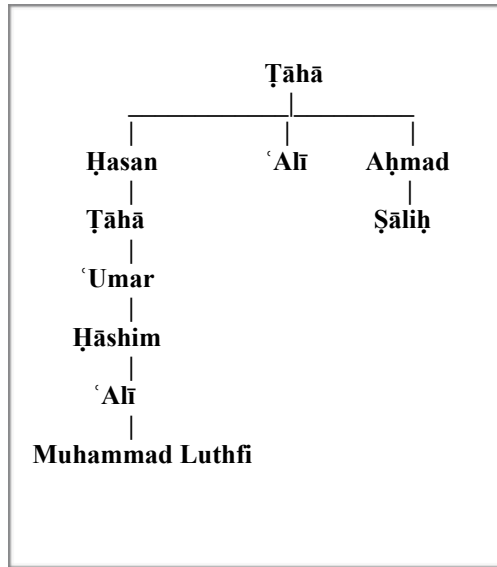 Ṭāhā
Ḥasan ʿAlī Aḥmad
Ṭāhā Ṣāliḥ
ʿUmar
Ḥāshim
ʿAlī
Muhammad Luthfi